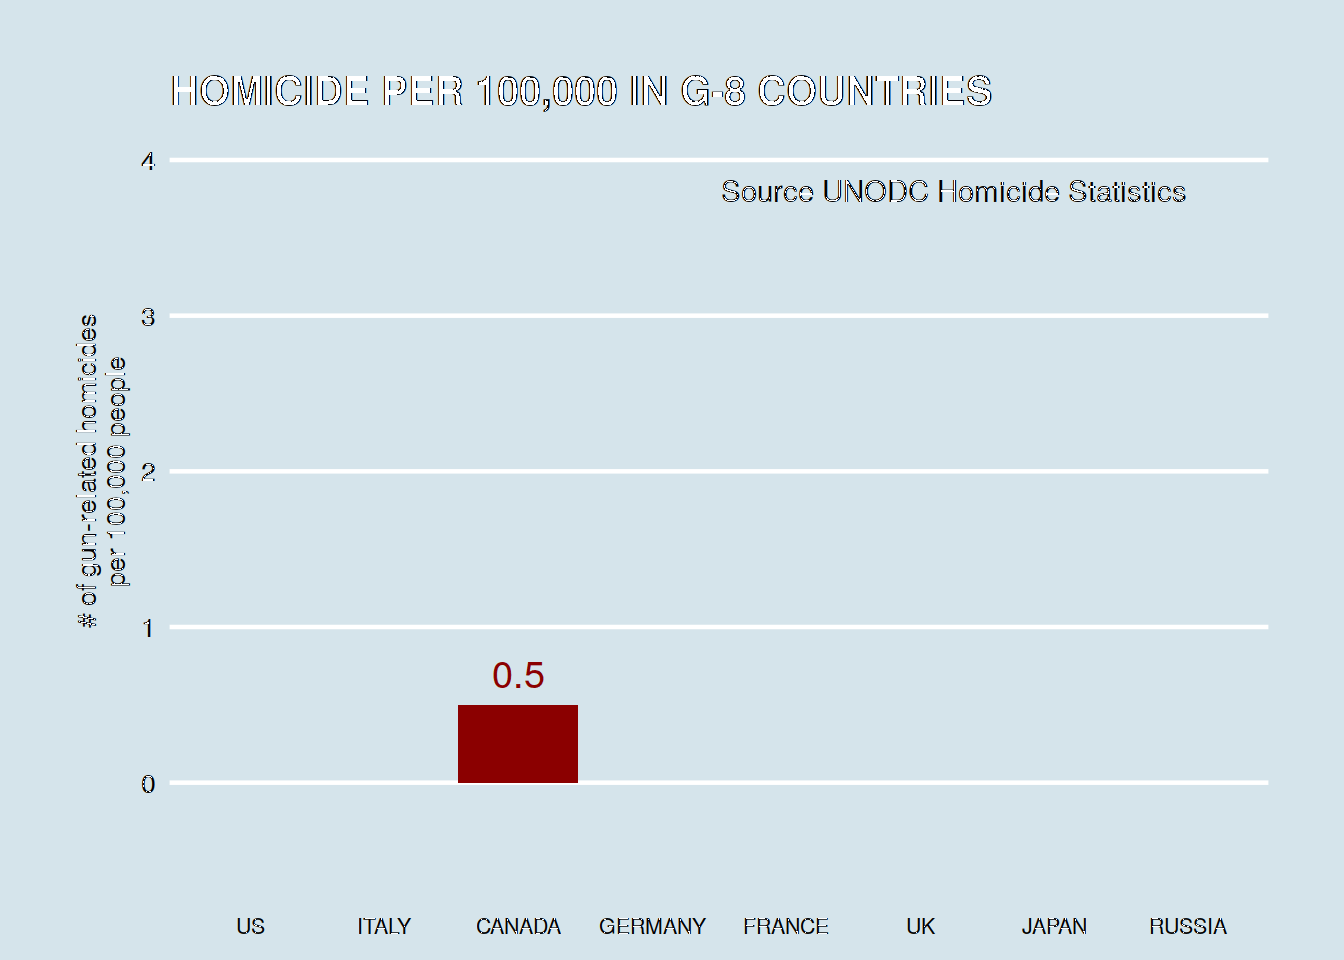 HOMICIDE PER 100,000 IN G-8 COUNTRIES
4
Source UNODC Homicide Statistics
3
2
1
0
# of gun-related homicides
per 100,000 people
0.5
US ITALY CANADA GERMANY FRANCE UK JAPAN RUSSIA